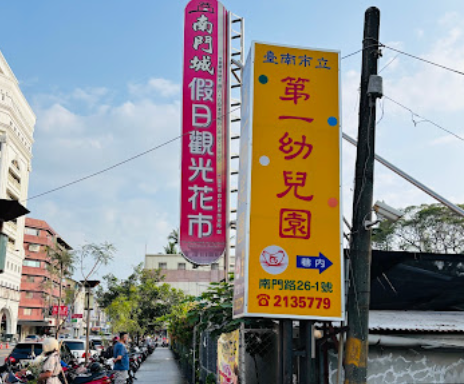 南門城
假日觀光花市
臺南市立
第一幼兒園
巷內
南門路26-1號
☎2135779